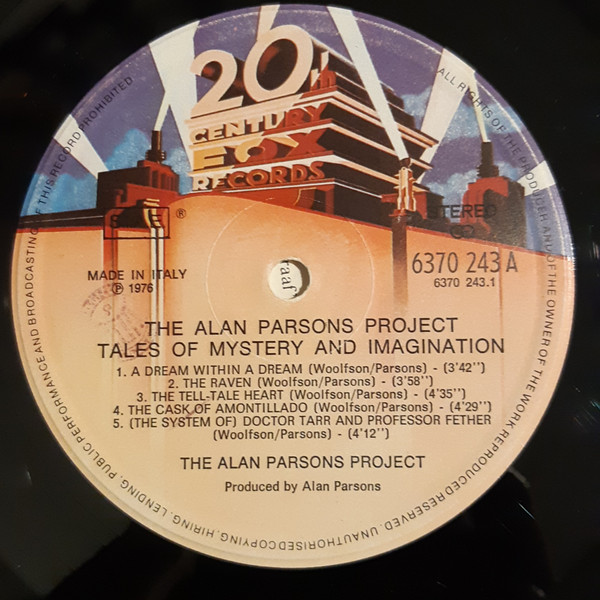 20th
CENTURY
FOX
RECORDS
S.I.A.E.
®
STEREO
MADE IN ITALY
Ⓟ 1976
6370 243 A
6370 243.1
raaf
THE ALAN PARSONS PROJECT
TALES OF MYSTERY AND IMAGINATION
1. A DREAM WITHIN A DREAM (Woolfson/Parsons) - (3'42'')
2. THE RAVEN (Woolfson/Parsons) - (3'58'')
3. THE TELL-TALE HEART (Woolfson/Parsons) - (4'35'')
4. THE CASK OF AMONTILLADO (Woolfson/Parsons) - (4'29'')
5. (THE SYSTEM OF) DOCTOR TARR AND PROFESSOR FETHER
(Woolfson/Parsons) - (4'12'')
THE ALAN PARSONS PROJECT
Produced by Alan Parsons
ALL RIGHTS OF THE PRODUCER AND OF THE OWNER OF THE WORK REPRODUCED RESERVED. UNAUTHORISED COPYING, HIRING, LENDING, PUBLIC PERFORMANCE AND BROADCASTING OF THIS RECORD PROHIBITED